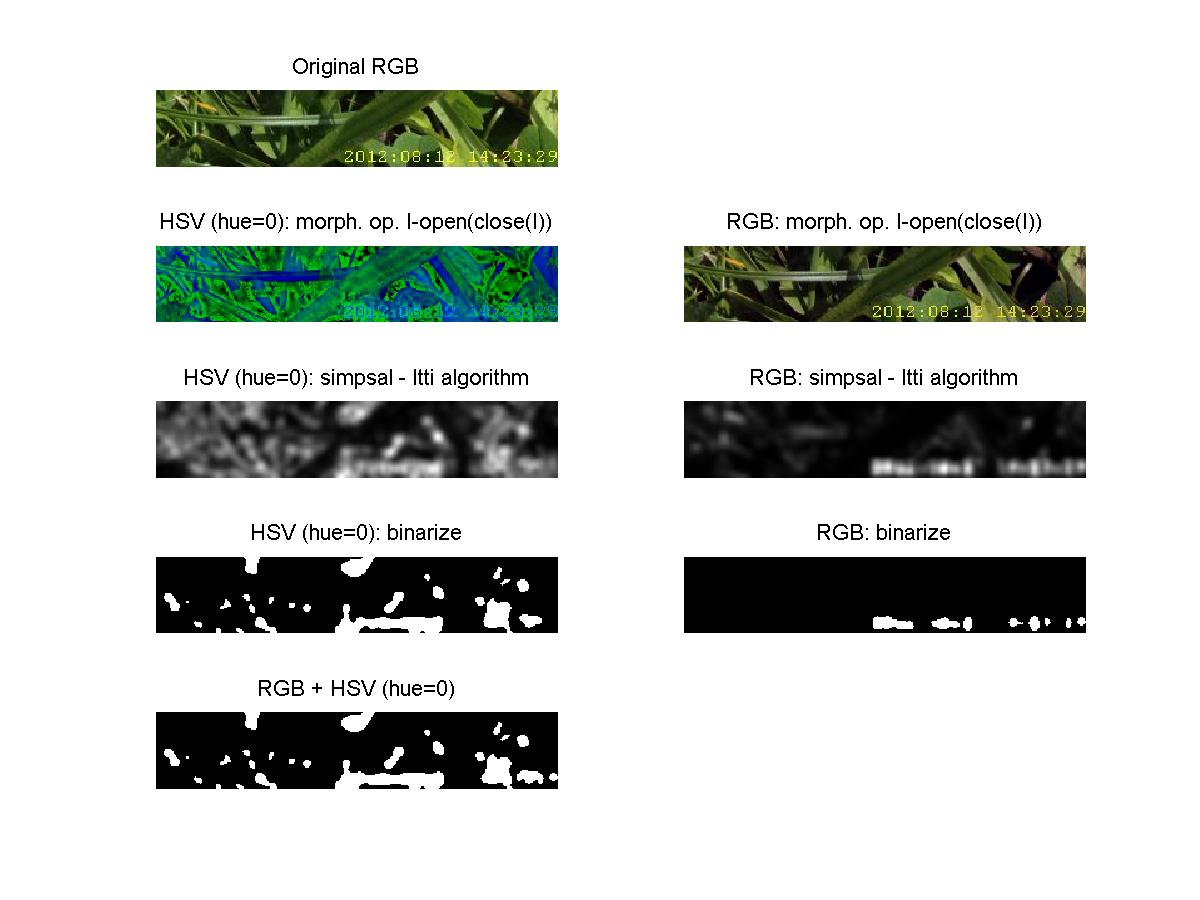 Original RGB
2012:08:12 14:23:29
HSV (hue=0): morph. op. I-open(close(I))
RGB: morph. op. I-open(close(I))
2012:08:12 14:23:29
2012:08:12 14:23:29
HSV (hue=0): simpsal - Itti algorithm
RGB: simpsal - Itti algorithm
HSV (hue=0): binarize
RGB: binarize
RGB + HSV (hue=0)